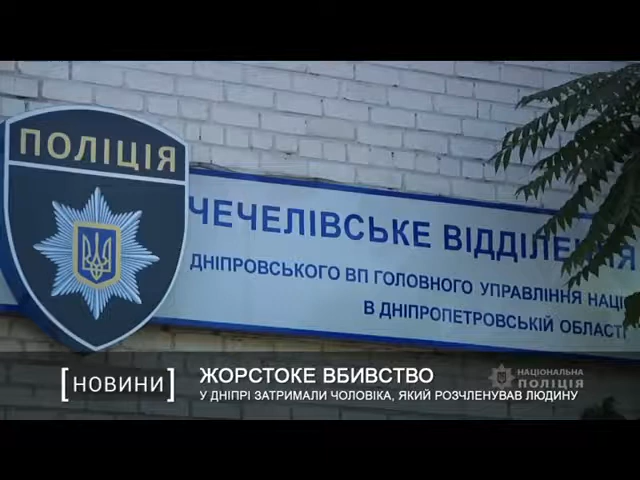 ПОЛІЦІЯ
ЧЕЧЕЛІВСЬКЕ ВІДДІЛЕННЯ
ДНІПРОВСЬКОГО ВП ГОЛОВНОГО УПРАВЛІННЯ НАЦІ
В ДНІПРОПЕТРОВСЬКІЙ ОБЛАСТІ
[НОВИНИ]
ЖОРСТОКЕ ВБИВСТВО
У ДНІПРІ ЗАТРИМАЛИ ЧОЛОВІКА, ЯКИЙ РОЗЧЛЕНУВАВ ЛЮДИНУ
НАЦІОНАЛЬНА
ПОЛІЦІЯ